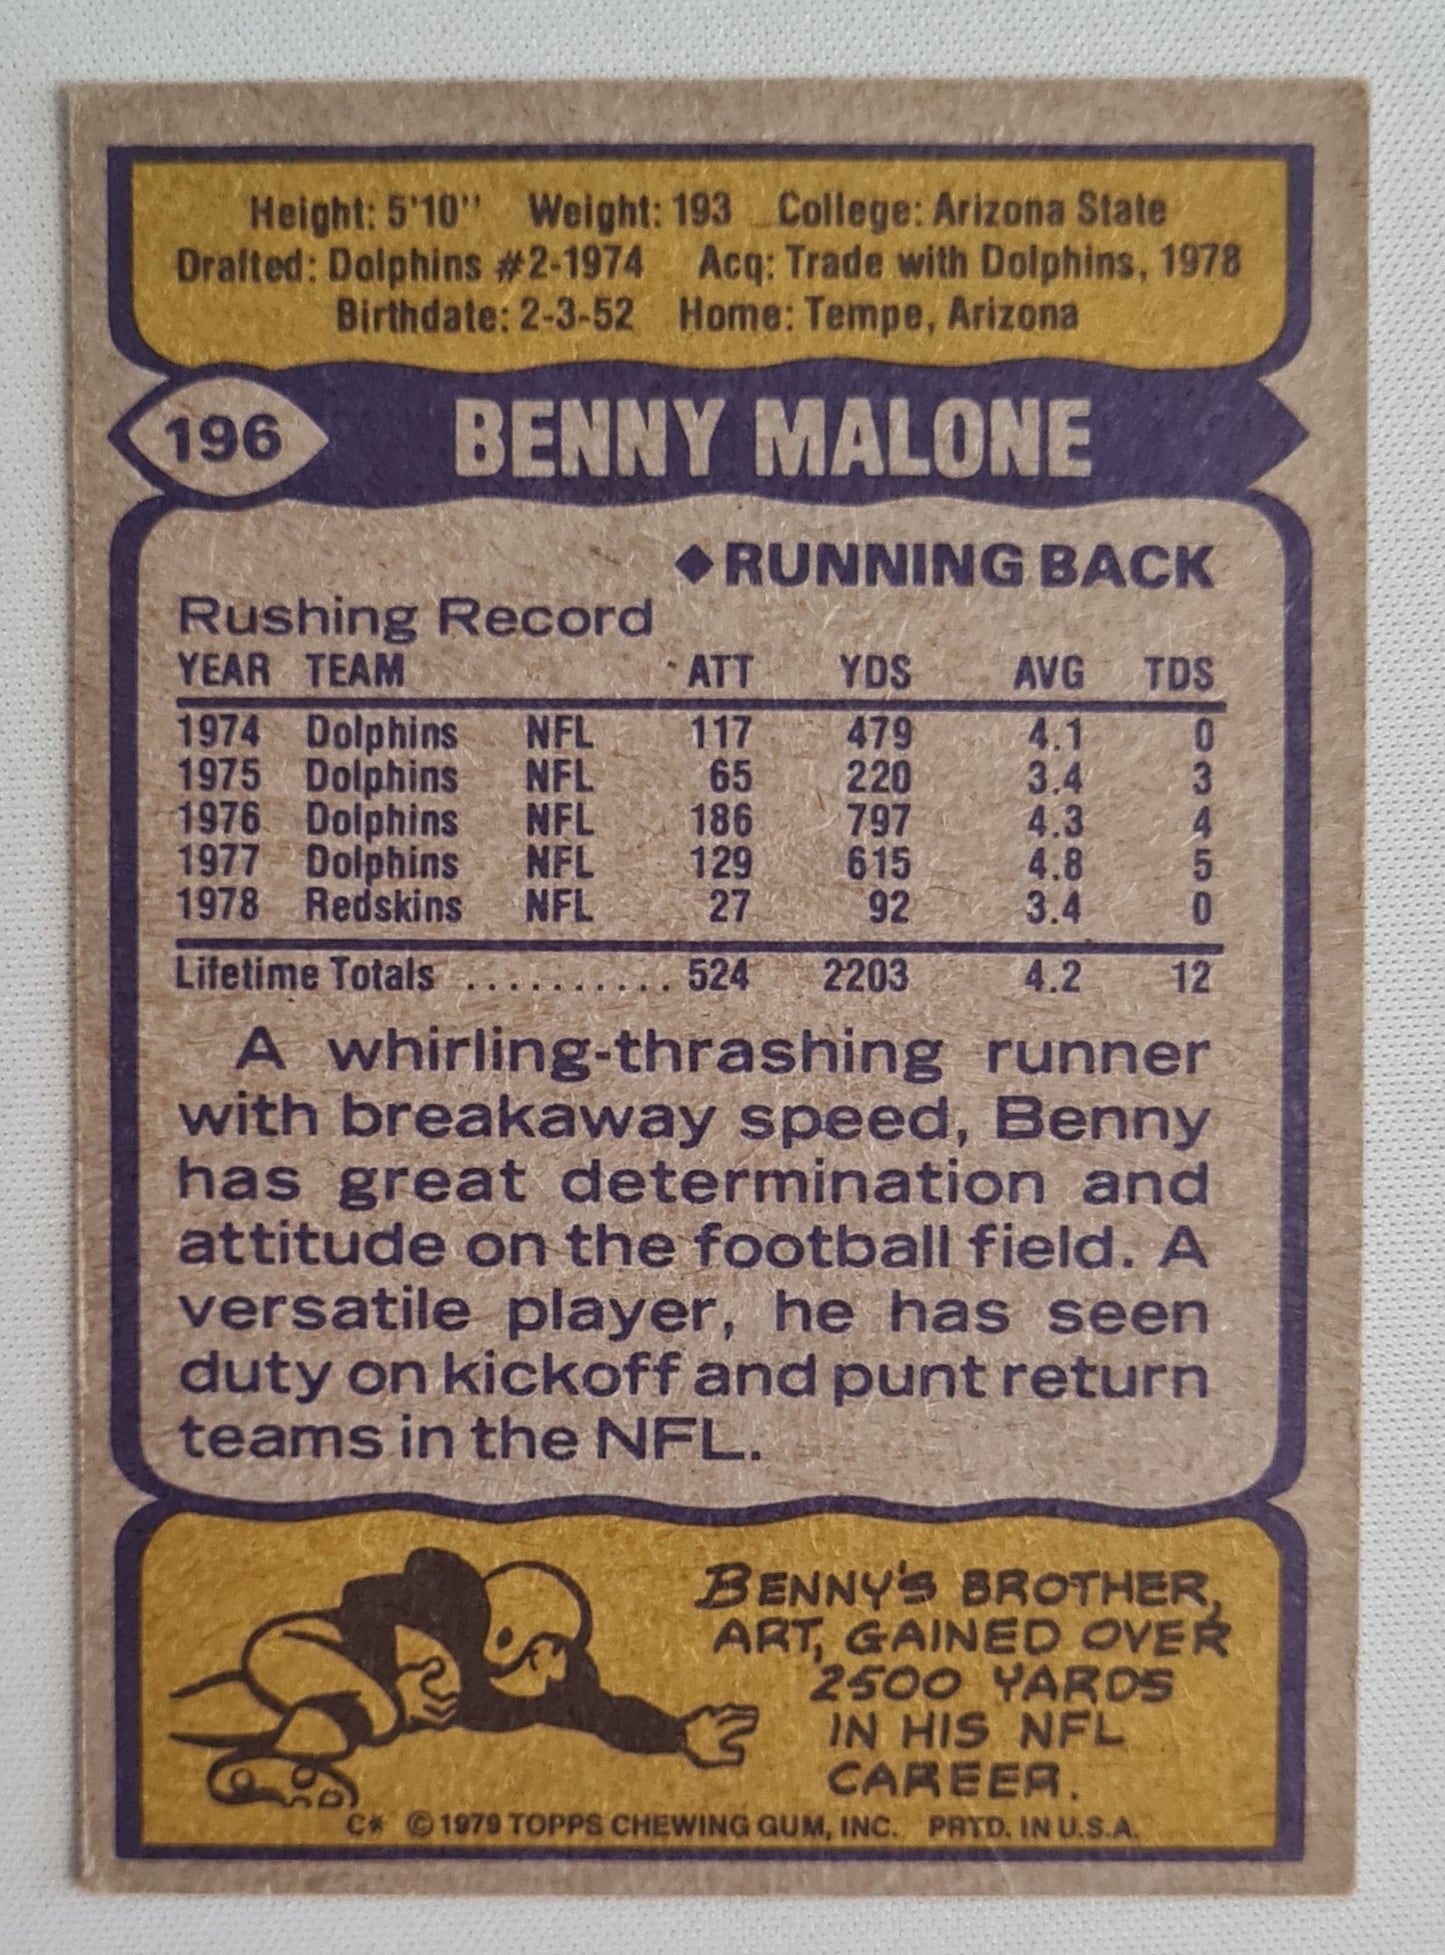 Height: 5'10" Weight: 193 College: Arizona State
Drafted: Dolphins #2-1974 Acq: Trade with Dolphins, 1978
Birthdate: 2-3-52 Home: Tempe, Arizona
196 BENNY MALONE
◆RUNNING BACK
Rushing Record
YEAR TEAM ATT YDS AVG TDS
1974 Dolphins NFL 117 479 4.1 0
1975 Dolphins NFL 65 220 3.4 3
1976 Dolphins NFL 186 797 4.3 4
1977 Dolphins NFL 129 615 4.8 5
1978 Redskins NFL 27 92 3.4 0
Lifetime Totals .......... 524 2203 4.2 12
A whirling-thrashing runner
with breakaway speed, Benny
has great determination and
attitude on the football field. A
versatile player, he has seen
duty on kickoff and punt return
teams in the NFL.
BENNY'S BROTHER,
ART, GAINED OVER
2500 YARDS
IN HIS NFL
CAREER.
C* © 1979 TOPPS CHEWING GUM, INC. PRTD. IN U.S.A.